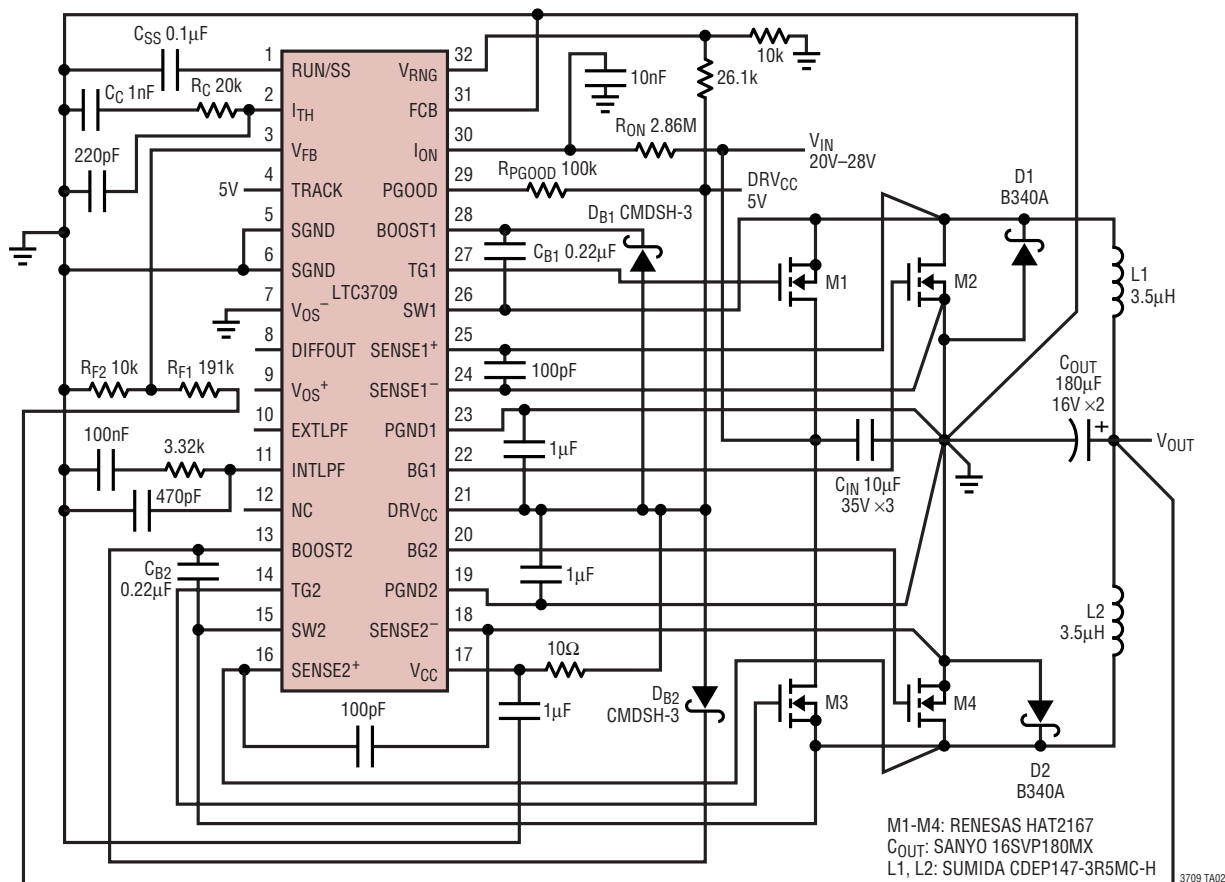 CSS 0.1µF
1
RUN/SS
CC 1nF
RC 20k
2
ITH
3
VFB
220pF
4
5V
TRACK
5
SGND
6
SGND
LTC3709
7
VOS–
8
DIFFOUT
RF2 10k
RF1 191k
9
VOS+
10
EXTLPF
100nF
3.32k
11
INTLPF
470pF
12
NC
13
BOOST2
CB2
0.22µF
14
TG2
15
SW2
16
SENSE2+
100pF
32
VRNG
10k
26.1k
10nF
31
FCB
30
ION
RON 2.86M
VIN
20V–28V
29
PGOOD
RPGOOD 100k
DRVCC
5V
28
BOOST1
DB1 CMDSH-3
CB1 0.22µF
27
TG1
26
SW1
25
SENSE1+
100pF
24
SENSE1–
23
PGND1
1µF
22
BG1
21
DRVCC
20
BG2
1µF
19
PGND2
18
SENSE2–
17
VCC
10Ω
1µF
DB2
CMDSH-3
D1
B340A
M1
M2
L1
3.5µH
COUT
180µF
16V ×2
+
VOUT
CIN 10µF
35V ×3
L2
3.5µH
M3
M4
D2
B340A
M1-M4: RENESAS HAT2167
COUT: SANYO 16SVP180MX
L1, L2: SUMIDA CDEP147-3R5MC-H
3709 TA02